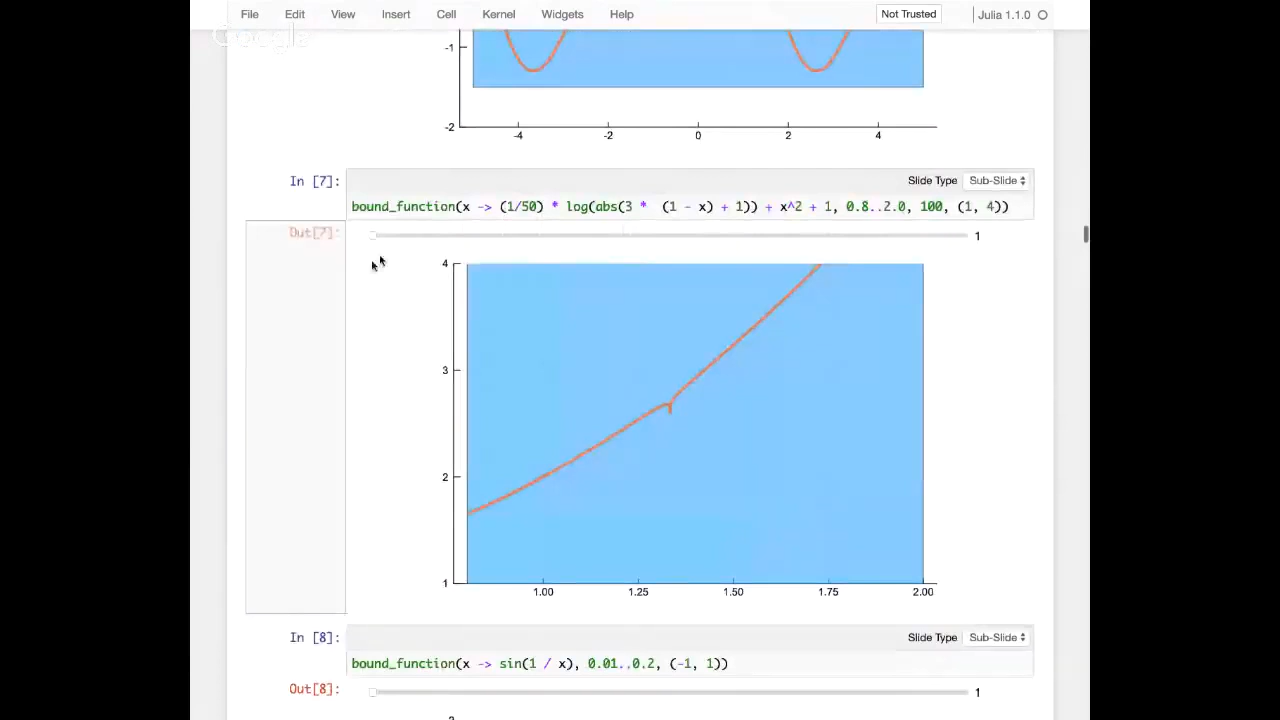 File Edit View Insert Cell Kernel Widgets Help Not Trusted Julia 1.1.0
Google
-1
-2
-4 -2 0 2 4
In [7]: Slide Type Sub-Slide
bound_function(x -> (1/50) * log(abs(3 * (1 - x) + 1)) + x^2 + 1, 0.8..2.0, 100, (1, 4))
Out[7]: 1
4
3
2
1
1.00 1.25 1.50 1.75 2.00
In [8]: Slide Type Sub-Slide
bound_function(x -> sin(1 / x), 0.01..0.2, (-1, 1))
Out[8]: 1